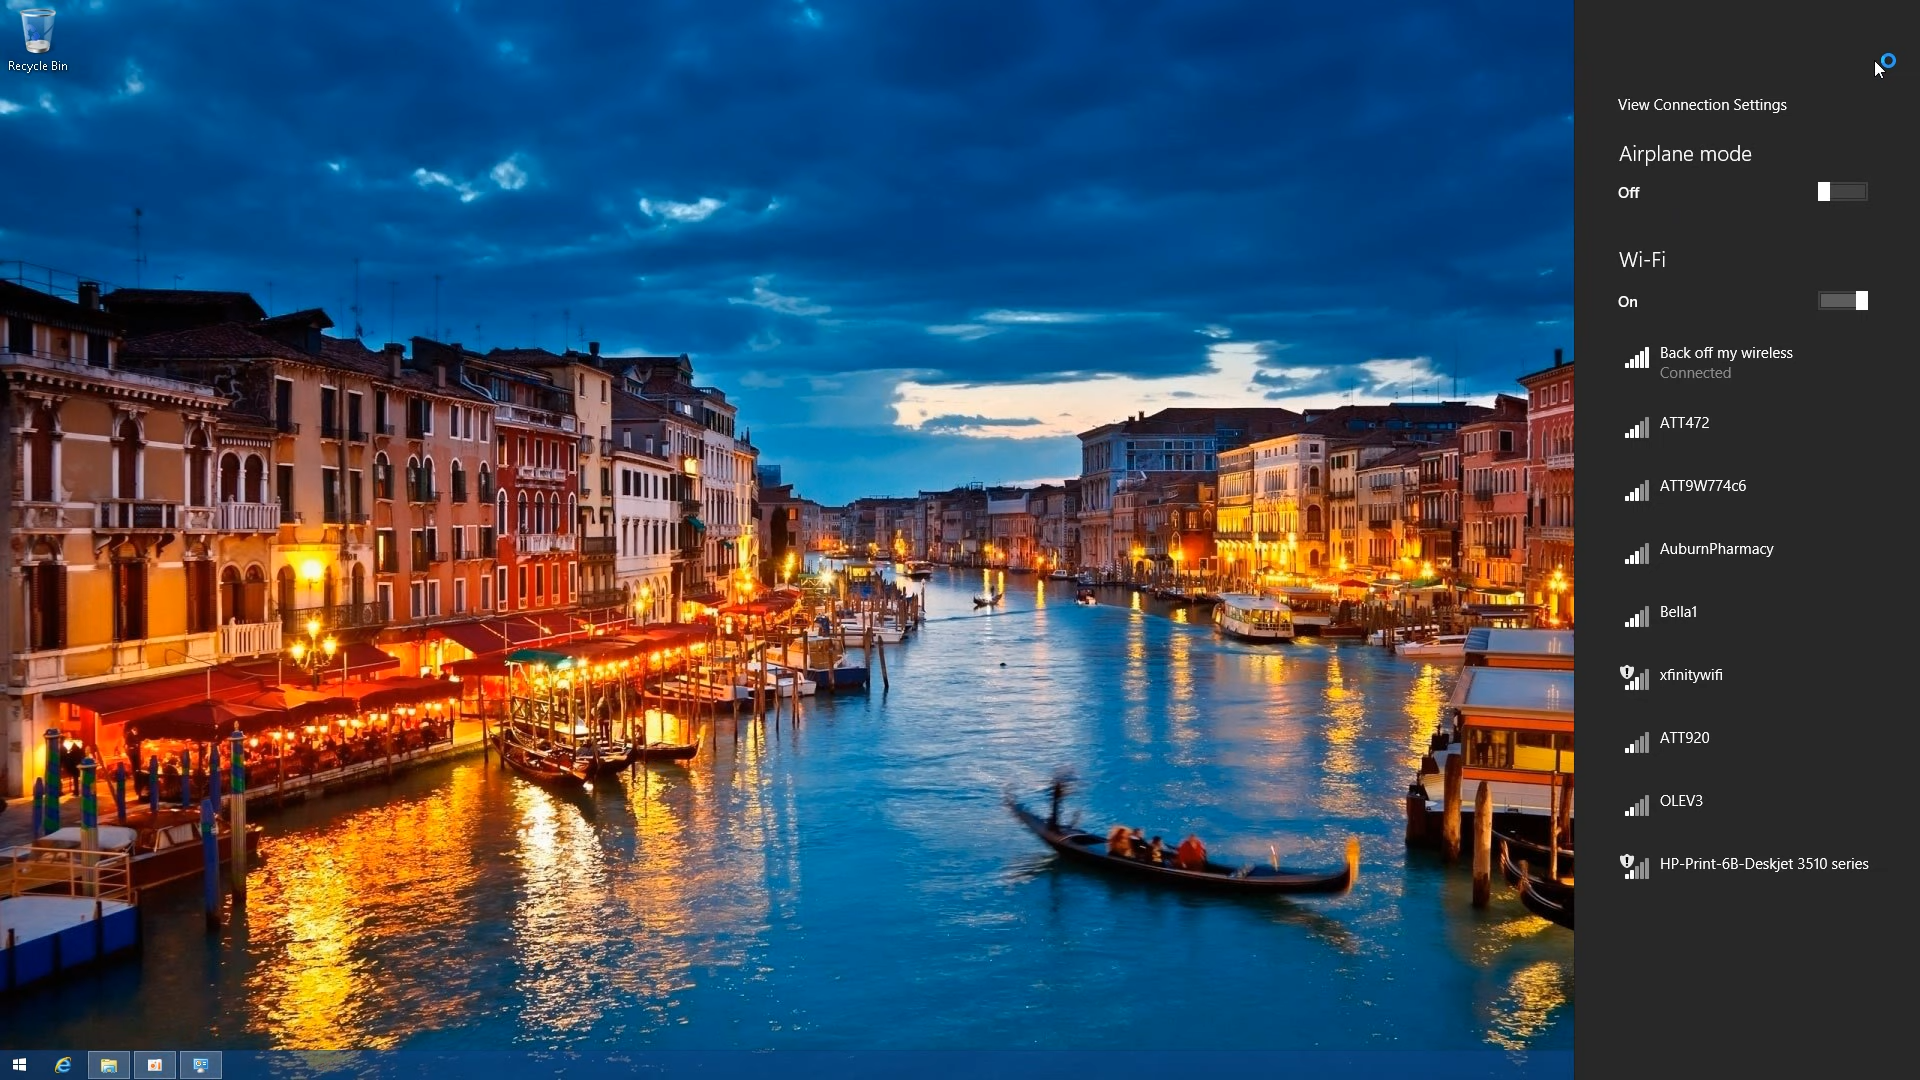 Recycle Bin
View Connection Settings
Airplane mode
Off
Wi-Fi
On
Back off my wireless
Connected
ATT472
ATT9W774c6
AuburnPharmacy
Bella1
xfinitywifi
ATT920
OLEV3
HP-Print-6B-Deskjet 3510 series